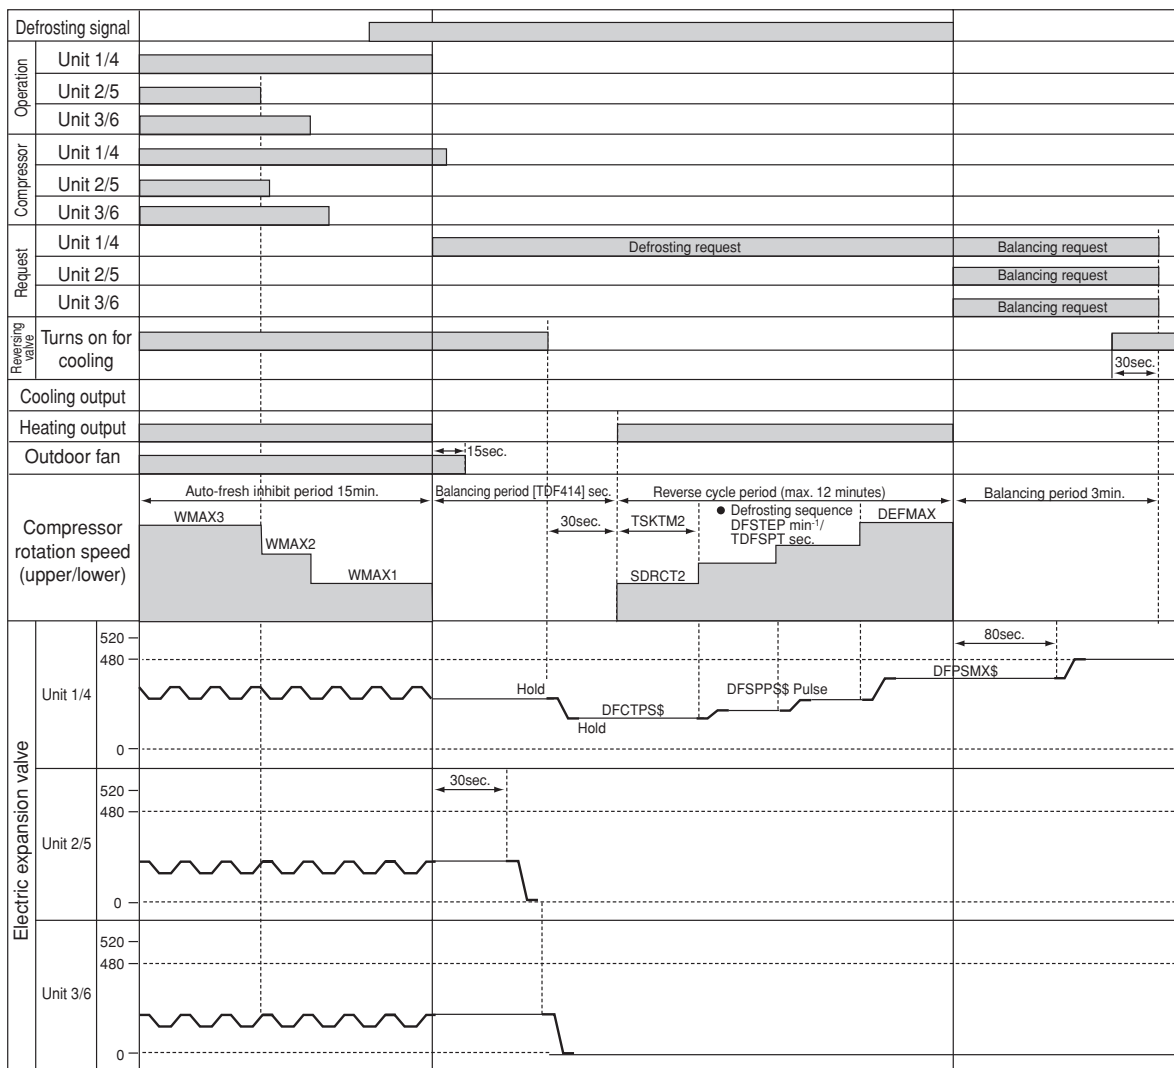 Defrosting signal
Operation
Unit 1/4
Unit 2/5
Unit 3/6
Compressor
Unit 1/4
Unit 2/5
Unit 3/6
Request
Unit 1/4
Defrosting request
Balancing request
Unit 2/5
Balancing request
Unit 3/6
Balancing request
Reversing valve
Turns on for
cooling
30sec.
Cooling output
Heating output
Outdoor fan
15sec.
Compressor
rotation speed
(upper/lower)
Auto-fresh inhibit period 15min.
Balancing period [TDF414] sec.
Reverse cycle period (max. 12 minutes)
Balancing period 3min.
WMAX3
WMAX2
WMAX1
30sec.
TSKTM2
● Defrosting sequence
DFSTEP min-1/
TDFSPT sec.
DEFMAX
SDRCT2
Electric expansion valve
Unit 1/4
520
480
0
80sec.
Hold
DFCTPS$
Hold
DFSPPS$ Pulse
DFPSMX$
Unit 2/5
520
480
0
30sec.
Unit 3/6
520
480
0